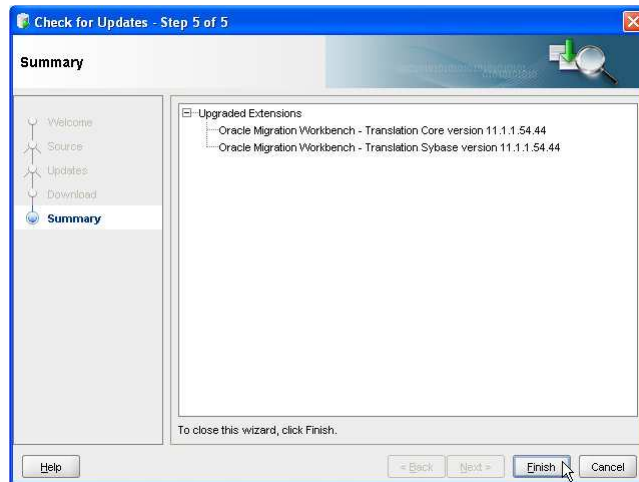 Check for Updates - Step 5 of 5
Summary
Welcome
Source
Updates
Download
Summary
Upgraded Extensions
Oracle Migration Workbench - Translation Core version 11.1.1.54.44
Oracle Migration Workbench - Translation Sybase version 11.1.1.54.44
To close this wizard, click Finish.
Help
< Back
Next >
Finish
Cancel